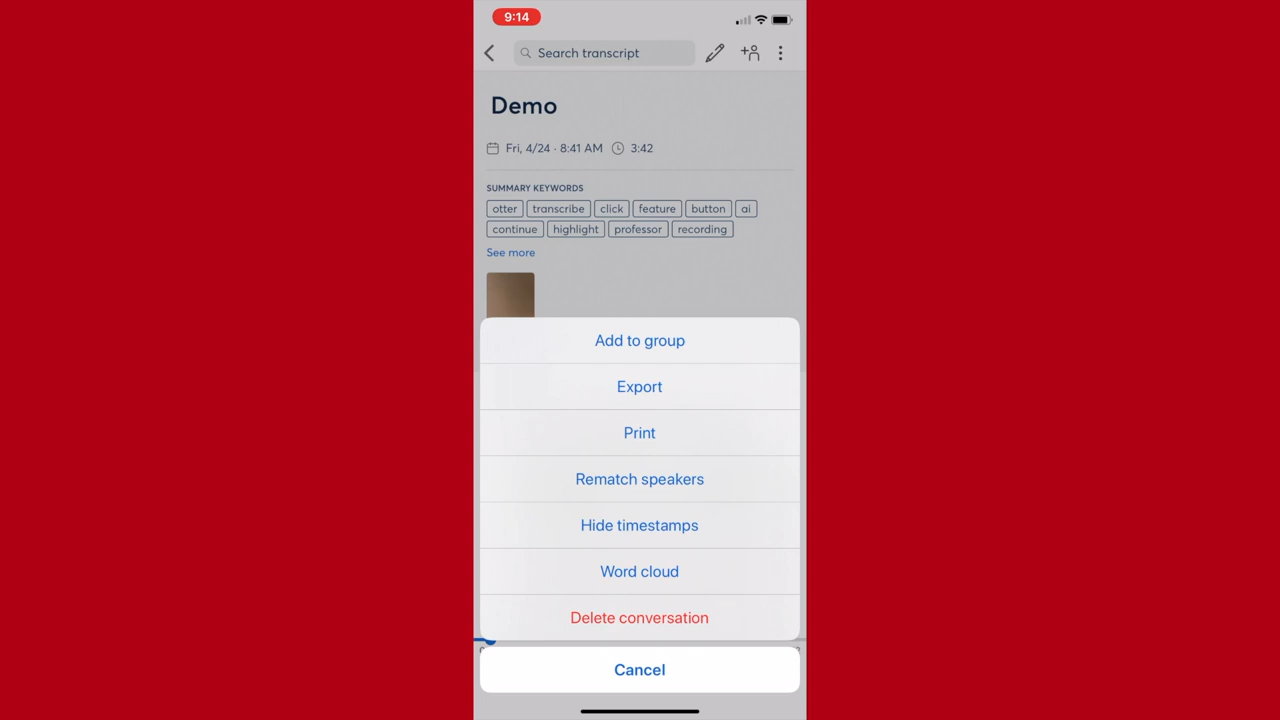 9:14
Search transcript
Demo
Fri, 4/24 · 8:41 AM 3:42
SUMMARY KEYWORDS
otter transcribe click feature button ai
continue highlight professor recording
See more
Add to group
Export
Print
Rematch speakers
Hide timestamps
Word cloud
Delete conversation
Cancel